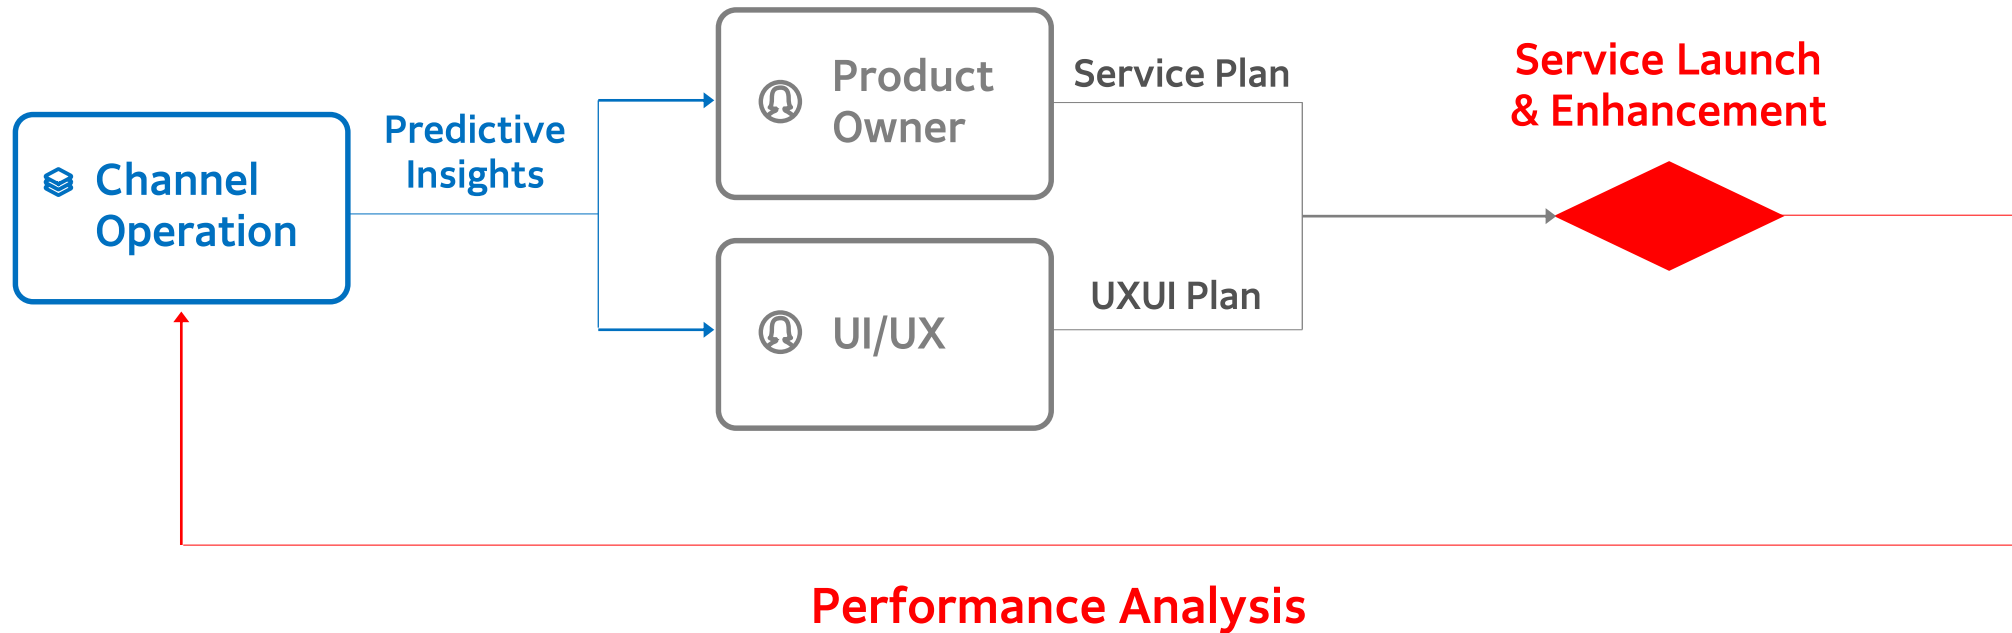 Channel
Operation
Predictive
Insights
Product
Owner
UI/UX
Service Plan
UXUI Plan
Service Launch
& Enhancement
Performance Analysis